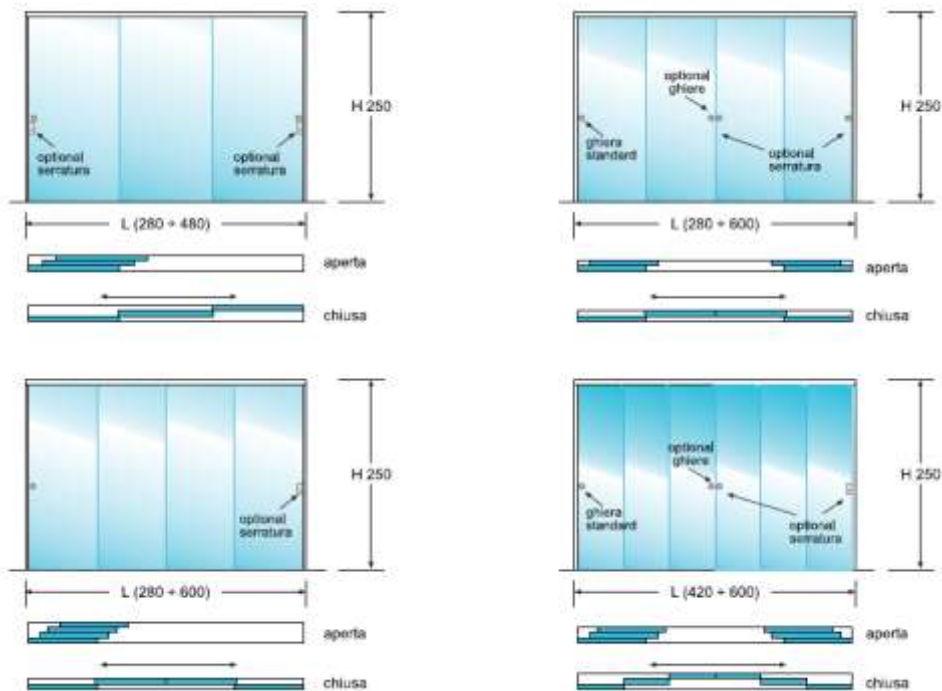 H 250
optional
serratura
optional
serratura
L (280 ÷ 480)
aperta
chiusa
optional
ghiere
H 250
ghiera
standard
optional
serratura
L (280 ÷ 600)
aperta
chiusa
H 250
optional
serratura
L (280 ÷ 600)
aperta
chiusa
optional
ghiere
H 250
ghiera
standard
optional
serratura
L (420 ÷ 600)
aperta
chiusa